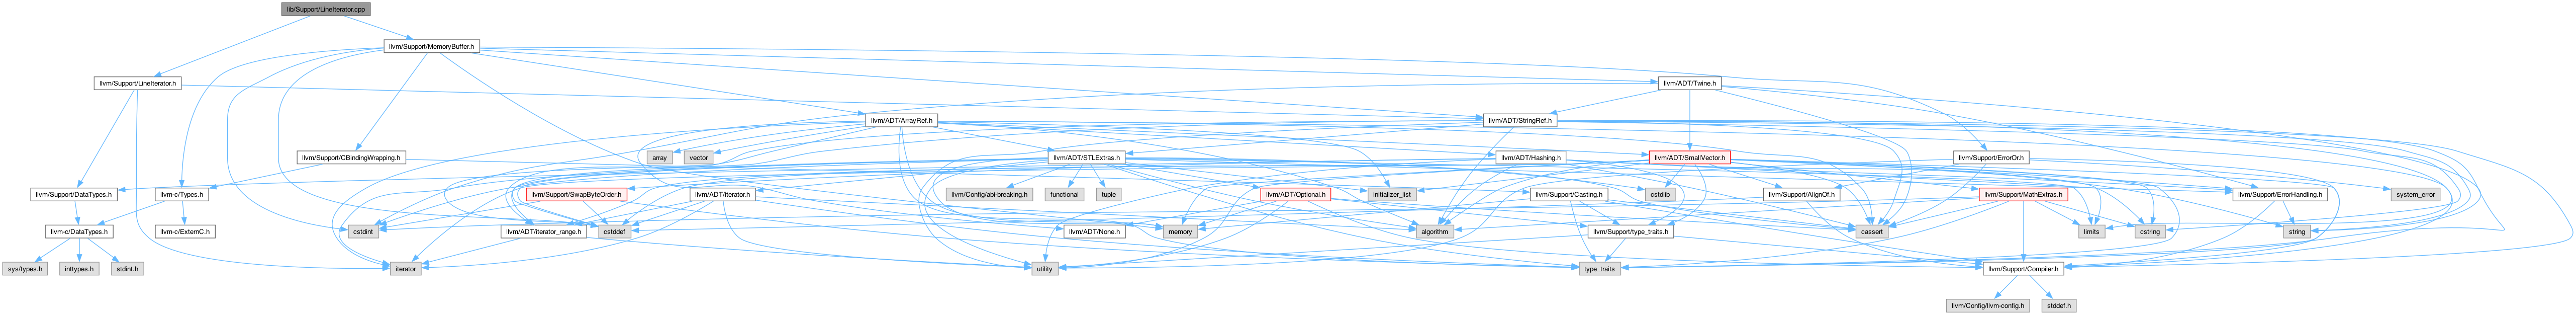 lib/Support/LineIterator.cpp
llvm/Support/MemoryBuffer.h
llvm/Support/LineIterator.h
llvm/ADT/Twine.h
llvm/ADT/ArrayRef.h
llvm/ADT/StringRef.h
llvm/Support/CBindingWrapping.h
array
vector
llvm/ADT/STLExtras.h
llvm/ADT/Hashing.h
llvm/ADT/SmallVector.h
llvm/Support/ErrorOr.h
llvm/Support/DataTypes.h
llvm-c/Types.h
llvm/Support/SwapByteOrder.h
llvm/ADT/iterator.h
llvm/Config/abi-breaking.h
functional
tuple
llvm/ADT/Optional.h
initializer_list
llvm/Support/Casting.h
cstdlib
llvm/Support/AlignOf.h
llvm/Support/MathExtras.h
llvm/Support/ErrorHandling.h
system_error
llvm-c/DataTypes.h
llvm-c/ExternC.h
cstdint
llvm/ADT/iterator_range.h
cstddef
llvm/ADT/None.h
memory
algorithm
llvm/Support/type_traits.h
cassert
limits
cstring
string
sys/types.h
inttypes.h
stdint.h
iterator
utility
type_traits
llvm/Support/Compiler.h
llvm/Config/llvm-config.h
stddef.h